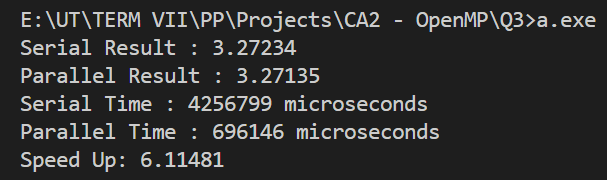 E:\UT\TERM VII\PP\Projects\CA2 - OpenMP\Q3>a.exe
Serial Result : 3.27234
Parallel Result : 3.27135
Serial Time : 4256799 microseconds
Parallel Time : 696146 microseconds
Speed Up: 6.11481